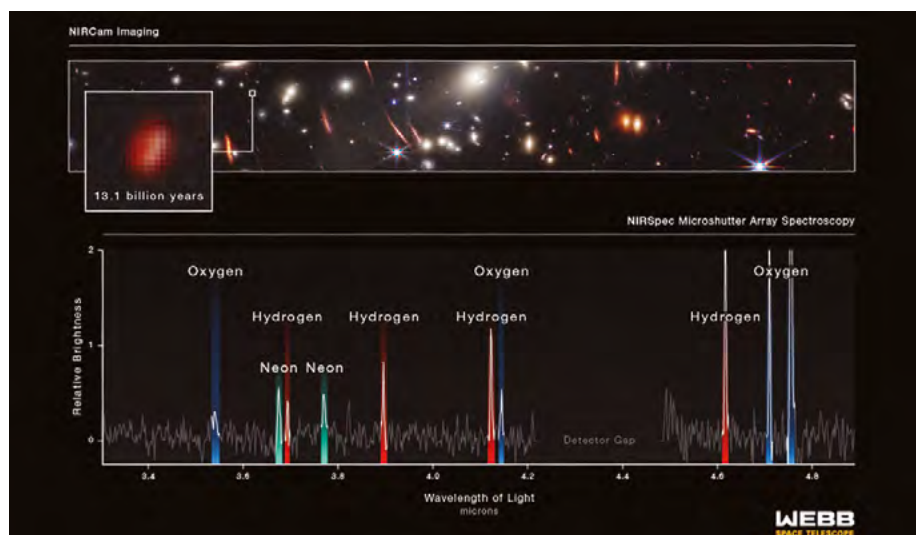 NIRCam Imaging
13.1 billion years
NIRSpec Microshutter Array Spectroscopy
2
Oxygen Oxygen Oxygen
Hydrogen Hydrogen Hydrogen Hydrogen
1
Neon Neon
Relative Brightness
0
Detector Gap
3.4 3.6 3.8 4.0 4.2 4.4 4.6 4.8
Wavelength of Light
microns
WEBB
SPACE TELESCOPE